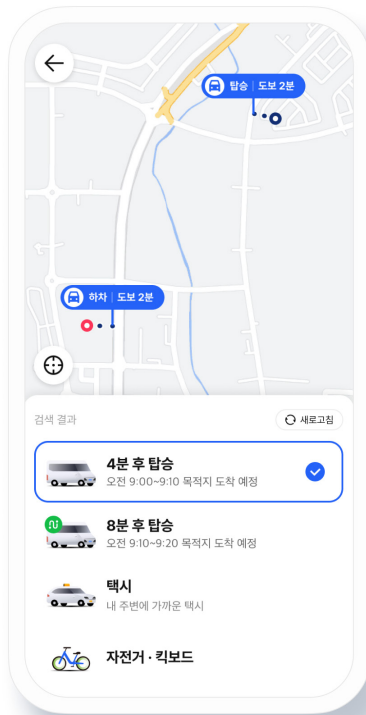 탑승 | 도보 2분
하차 | 도보 2분
검색 결과
새로고침
4분 후 탑승
오전 9:00~9:10 목적지 도착 예정
8분 후 탑승
오전 9:10~9:20 목적지 도착 예정
택시
내 주변에 가까운 택시
자전거 · 킥보드